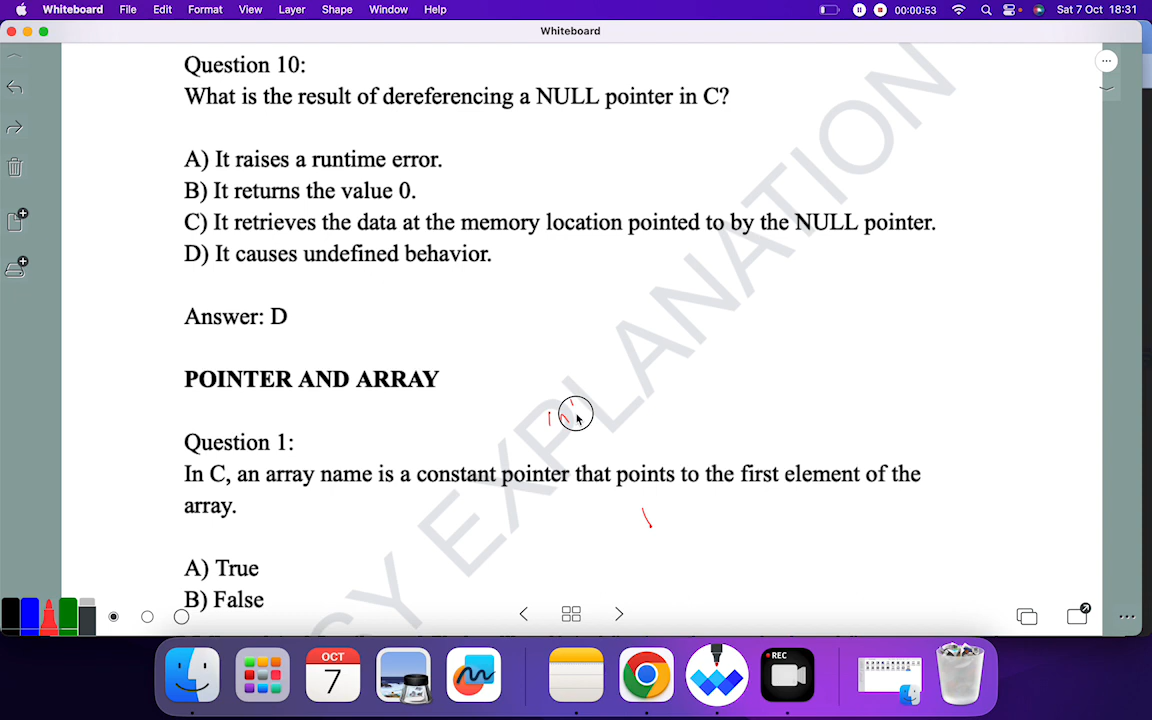 Whiteboard File Edit Format View Layer Shape Window Help 00:00:53 Sat 7 Oct 18:31
Whiteboard
Question 10:
What is the result of dereferencing a NULL pointer in C?
A) It raises a runtime error.
B) It returns the value 0.
C) It retrieves the data at the memory location pointed to by the NULL pointer.
D) It causes undefined behavior.
Answer: D
POINTER AND ARRAY
Question 1:
In C, an array name is a constant pointer that points to the first element of the
array.
A) True
B) False
SY EXPLANATION
OCT
7
REC